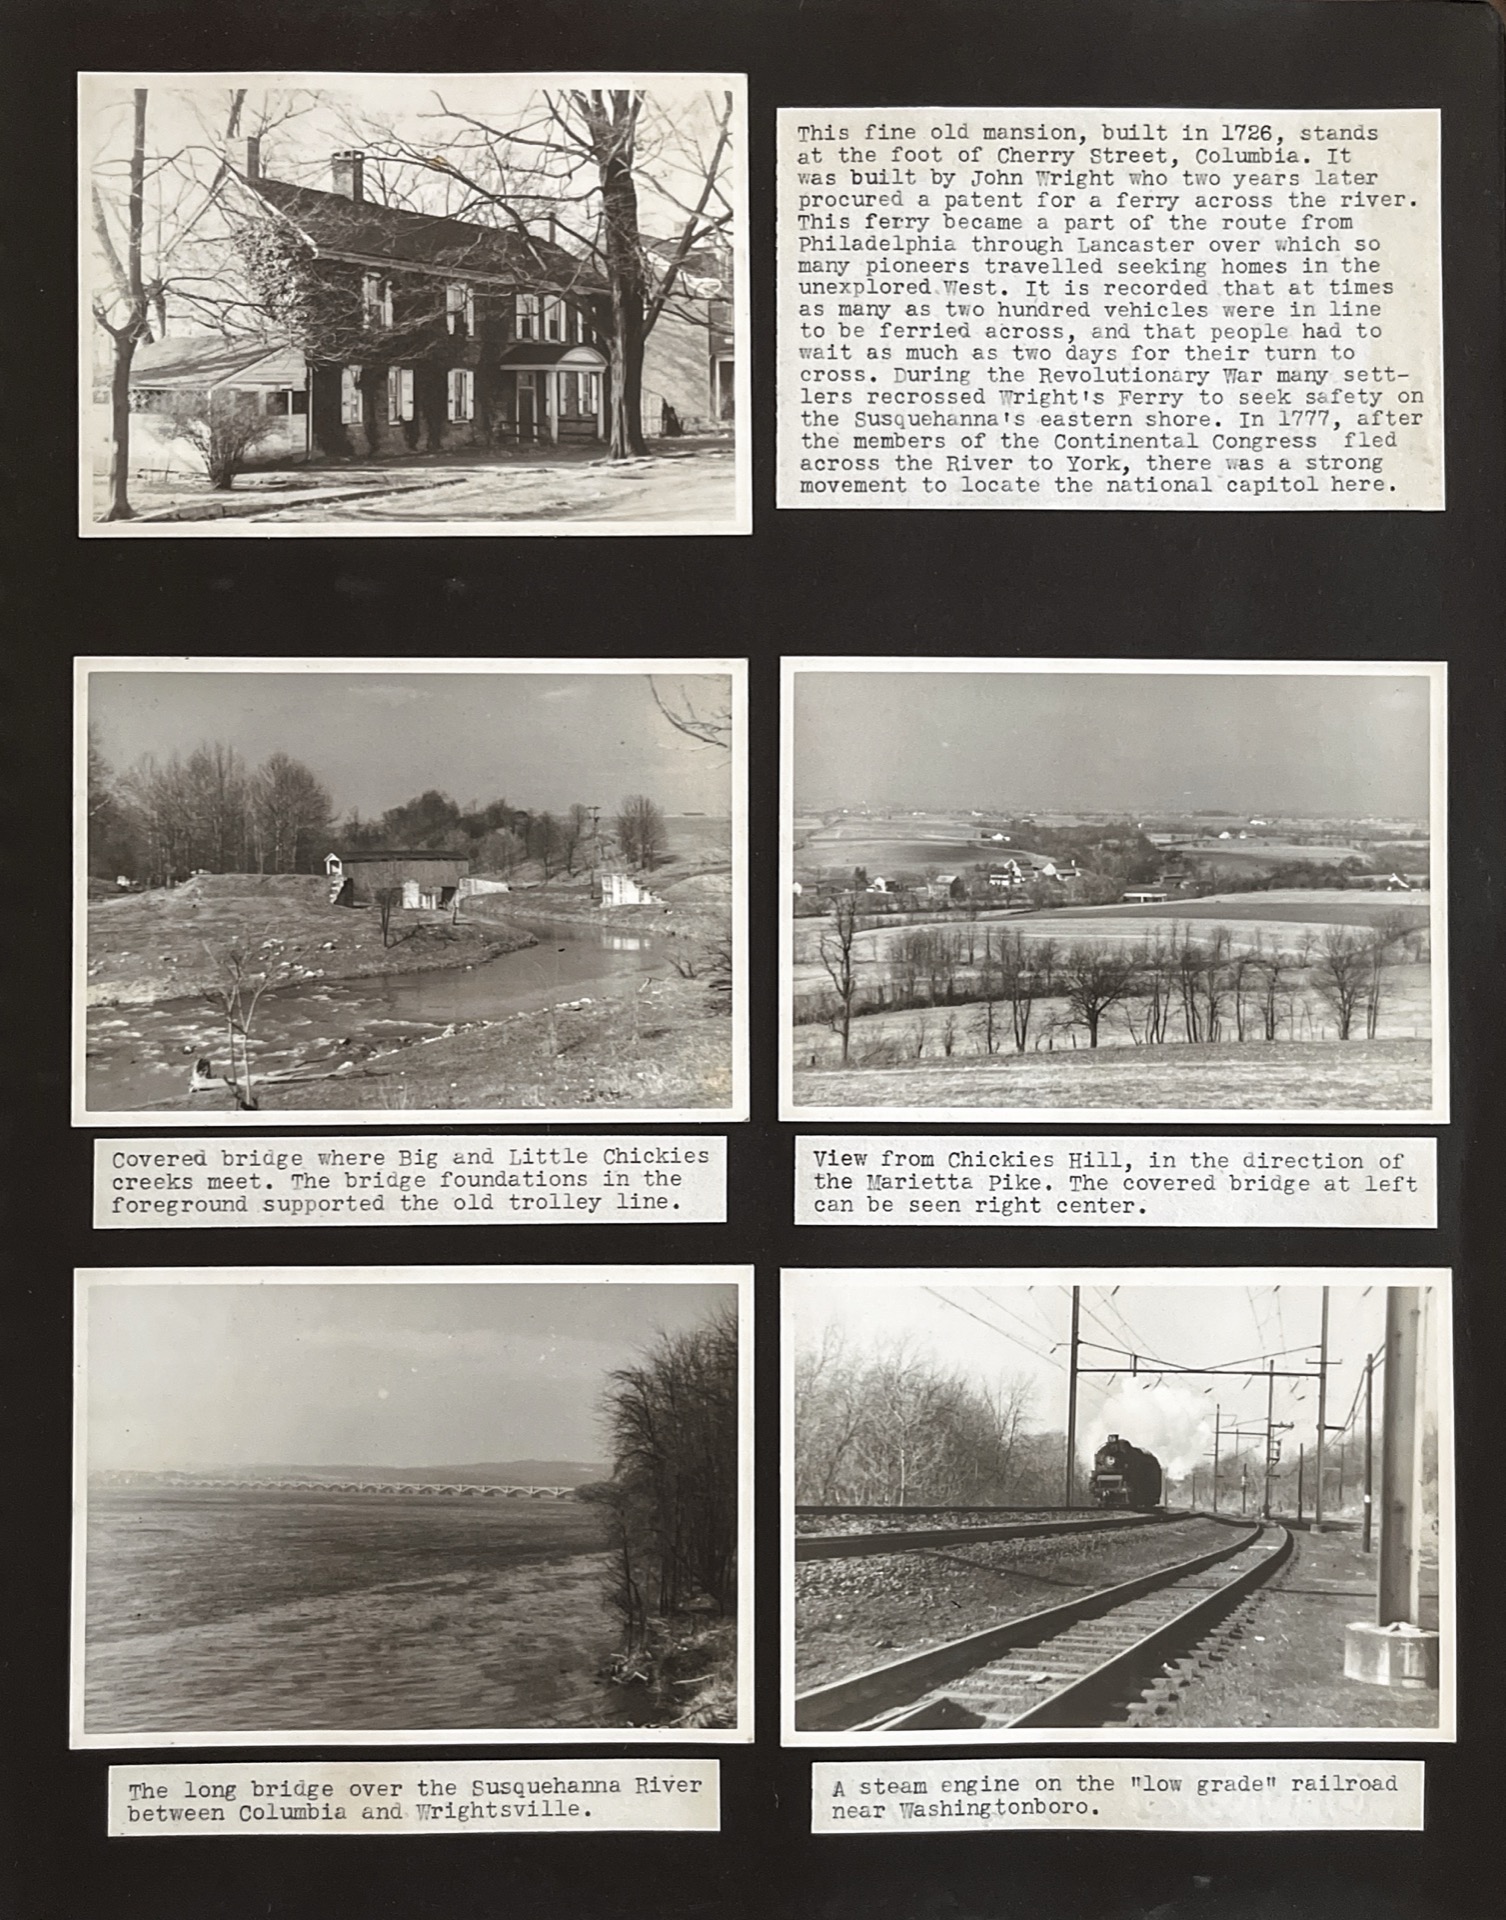 This fine old mansion, built in 1726, stands
at the foot of Cherry Street, Columbia. It
was built by John Wright who two years later
procured a patent for a ferry across the river.
This ferry became a part of the route from
Philadelphia through Lancaster over which so
many pioneers travelled seeking homes in the
unexplored West. It is recorded that at times
as many as two hundred vehicles were in line
to be ferried across, and that people had to
wait as much as two days for their turn to
cross. During the Revolutionary War many sett-
lers recrossed Wright's Ferry to seek safety on
the Susquehanna's eastern shore. In 1777, after
the members of the Continental Congress fled
across the River to York, there was a strong
movement to locate the national capitol here.
Covered bridge where Big and Little Chickies
creeks meet. The bridge foundations in the
foreground supported the old trolley line.
View from Chickies Hill, in the direction of
the Marietta Pike. The covered bridge at left
can be seen right center.
The long bridge over the Susquehanna River
between Columbia and Wrightsville.
A steam engine on the "low grade" railroad
near Washingtonboro.